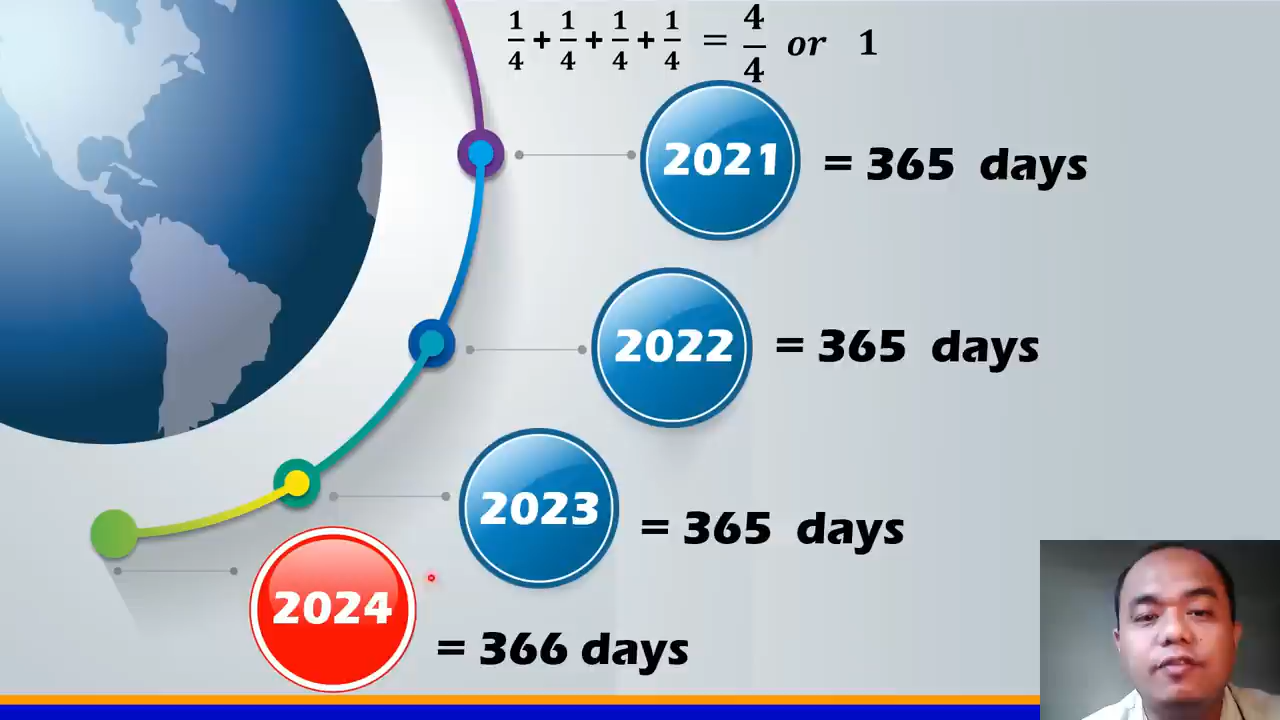 1/4 + 1/4 + 1/4 + 1/4 = 4/4 or 1
2021 = 365 days
2022 = 365 days
2023 = 365 days
2024 = 366 days